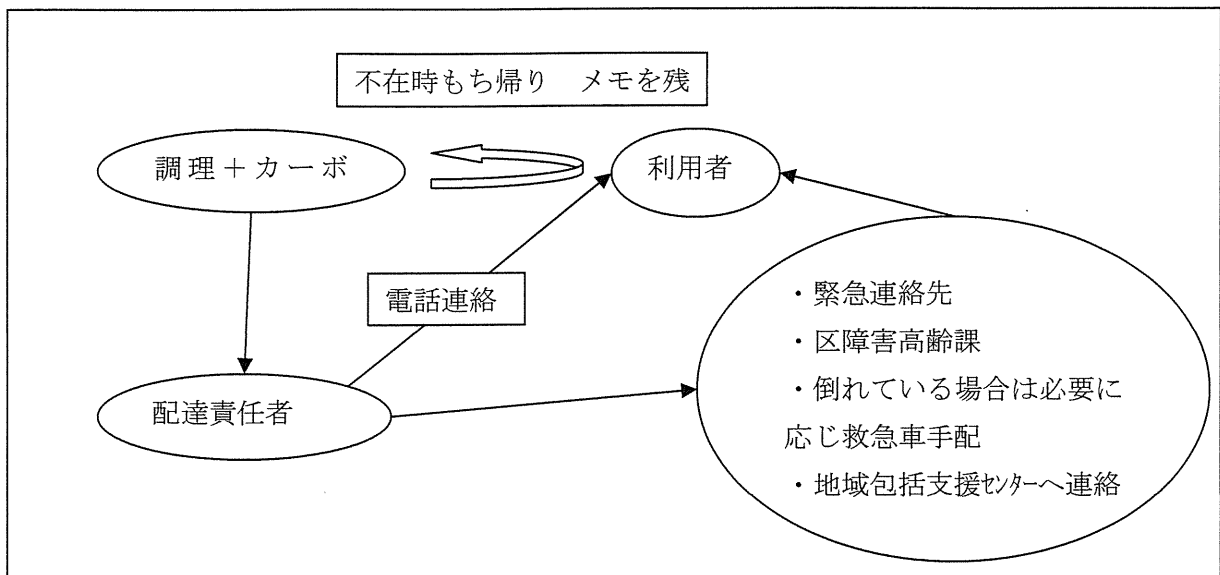 不在時もち帰り　メモを残
調理＋カーボ
利用者
電話連絡
配達責任者
・緊急連絡先
・区障害高齢課
・倒れている場合は必要に
応じ救急車手配
・地域包括支援ｾﾝﾀｰへ連絡